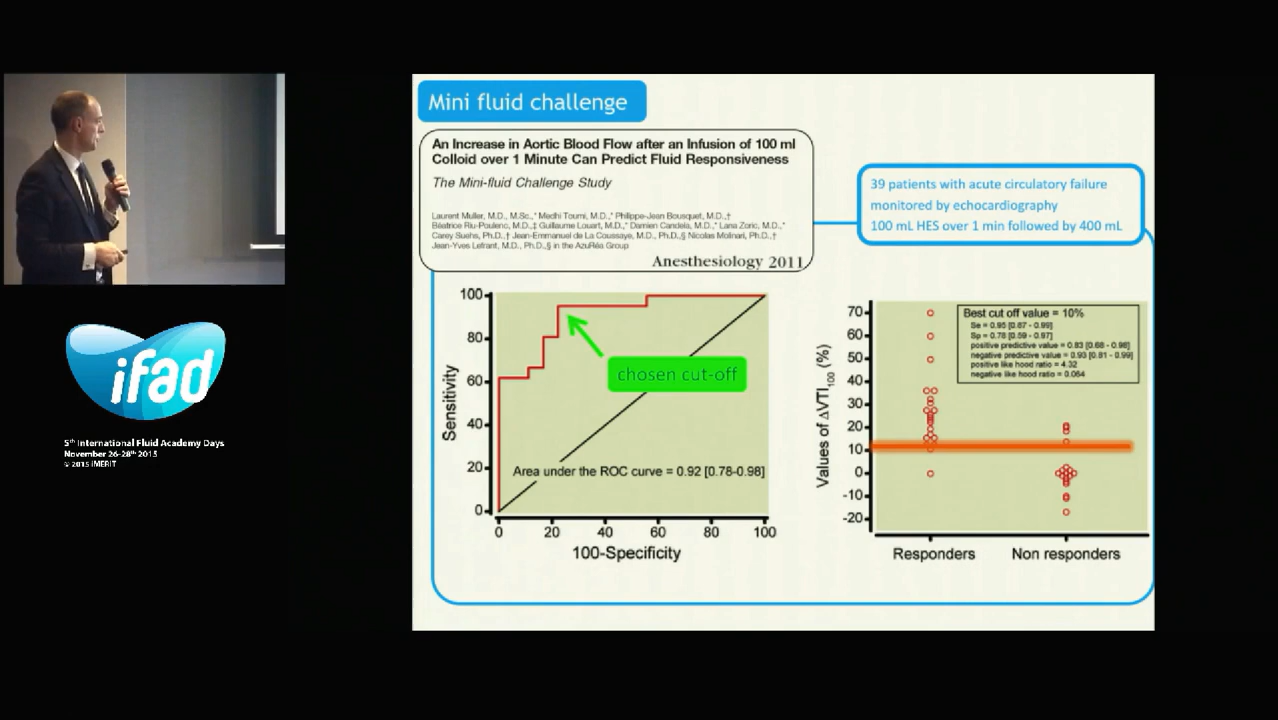 Mini fluid challenge
An Increase in Aortic Blood Flow after an Infusion of 100 ml
Colloid over 1 Minute Can Predict Fluid Responsiveness
The Mini-fluid Challenge Study
Laurent Muller, M.D., M.Sc.,* Medhi Toumi, M.D.,* Philippe-Jean Bousquet, M.D.,†
Béatrice Riu-Poulenc, M.D.,‡ Guillaume Louart, M.D.,* Damien Candela, M.D.,* Lana Zoric, M.D.,*
Carey Suehs, Ph.D.,† Jean-Emmanuel de La Coussaye, M.D., Ph.D.,§ Nicolas Molinari, Ph.D.,†
Jean-Yves Lefrant, M.D., Ph.D.,§ in the AzuRéa Group
Anesthesiology 2011
39 patients with acute circulatory failure
monitored by echocardiography
100 mL HES over 1 min followed by 400 mL
100
80
60
40
20
0
Sensitivity
chosen cut-off
Area under the ROC curve = 0.92 [0.78-0.98]
0 20 40 60 80 100
100-Specificity
70
60
50
40
30
20
10
0
-10
-20
Values of ΔVTI100 (%)
Best cut off value = 10%
Se = 0.95 [0.87 - 0.99]
Sp = 0.78 [0.59 - 0.97]
positive predictive value = 0.83 [0.68 - 0.98]
negative predictive value = 0.93 [0.81 - 0.99]
positive like hood ratio = 4.32
negative like hood ratio = 0.064
Responders Non responders
ifad
5th International Fluid Academy Days
November 26-28th 2015
© 2015 iMERIT